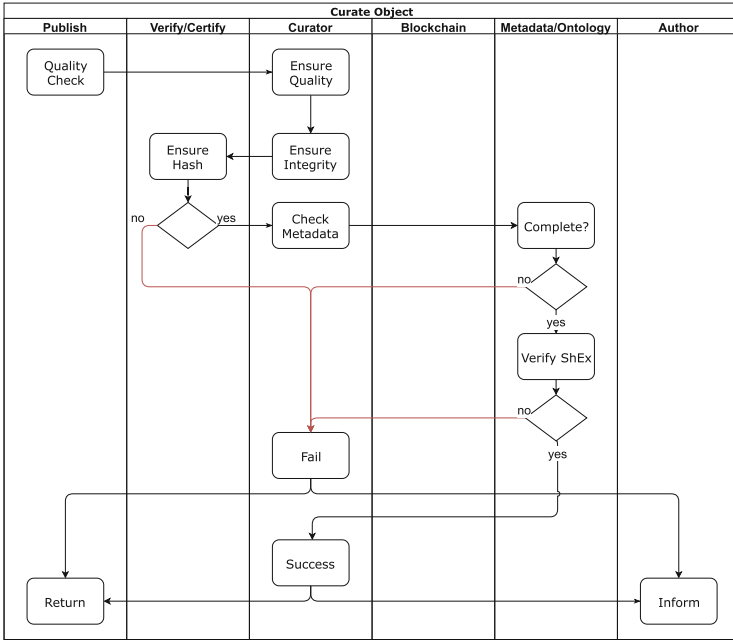 Curate Object
Publish
Verify/Certify
Curator
Blockchain
Metadata/Ontology
Author
Quality
Check
Ensure
Quality
Ensure
Hash
Ensure
Integrity
no
yes
Check
Metadata
Complete?
no
yes
Verify ShEx
no
yes
Fail
Success
Return
Inform